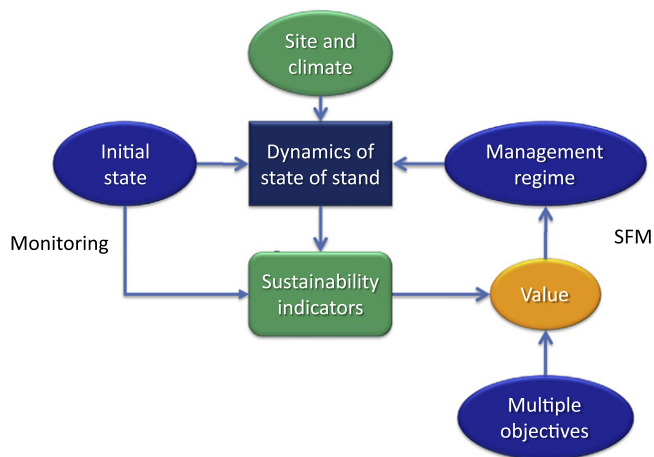 Site and
climate
Initial
state
Dynamics of
state of stand
Management
regime
Monitoring
SFM
Sustainability
indicators
Value
Multiple
objectives